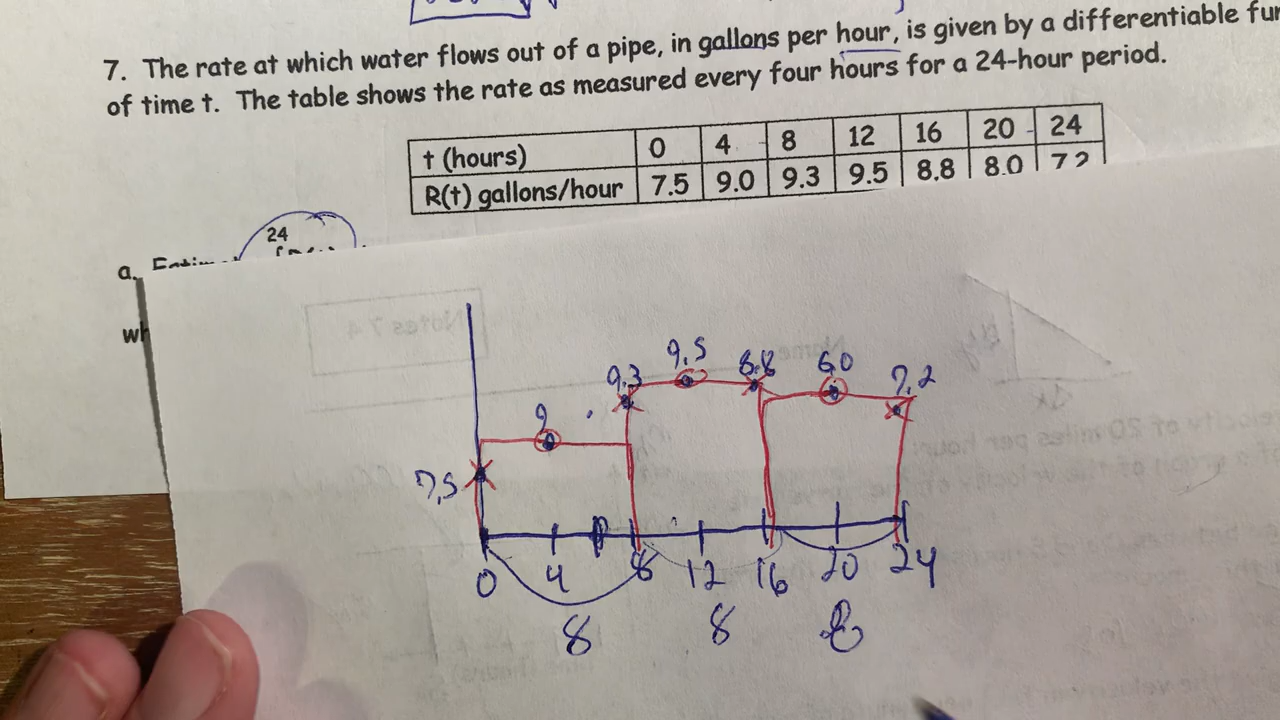 7. The rate at which water flows out of a pipe, in gallons per hour, is given by a differentiable
of time t. The table shows the rate as measured every four hours for a 24-hour period.
t (hours) 0 4 8 12 16 20 24
R(t) gallons/hour 7.5 9.0 9.3 9.5 8.8 8.0 7.2
24
a.
9.3 9.5 8.8 7.2
9
7,5
0 4 8 12 16 20 24
8 8 8